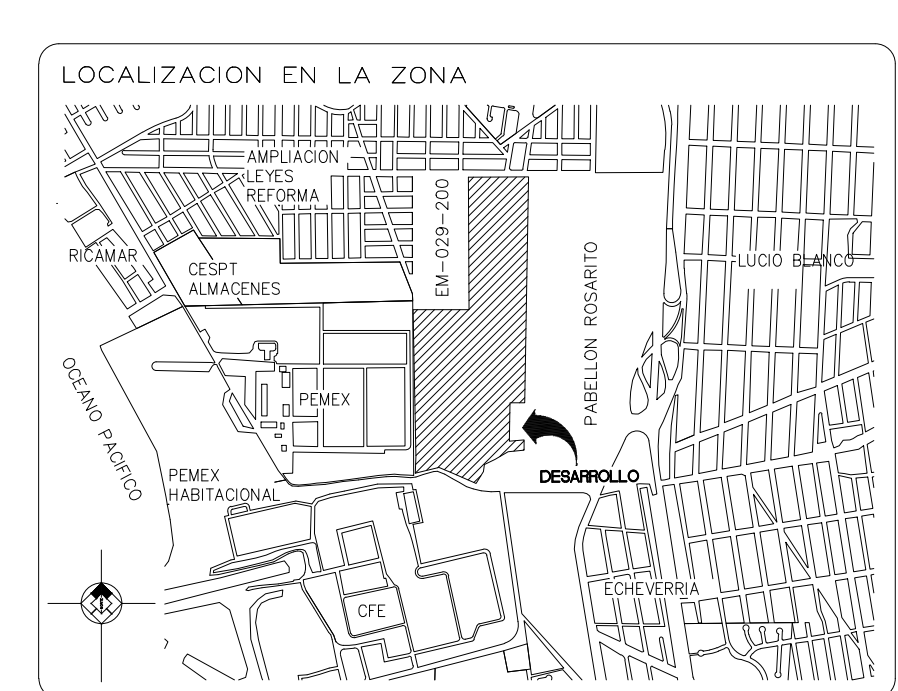 LOCALIZACION EN LA ZONA
AMPLIACION
LEYES
REFORMA
EM-029-200
RICAMAR
CESPT
ALMACENES
LUCIO BLANCO
PABELLON ROSARITO
OCEANO PACIFICO
PEMEX
DESARROLLO
PEMEX
HABITACIONAL
ECHEVERRIA
CFE